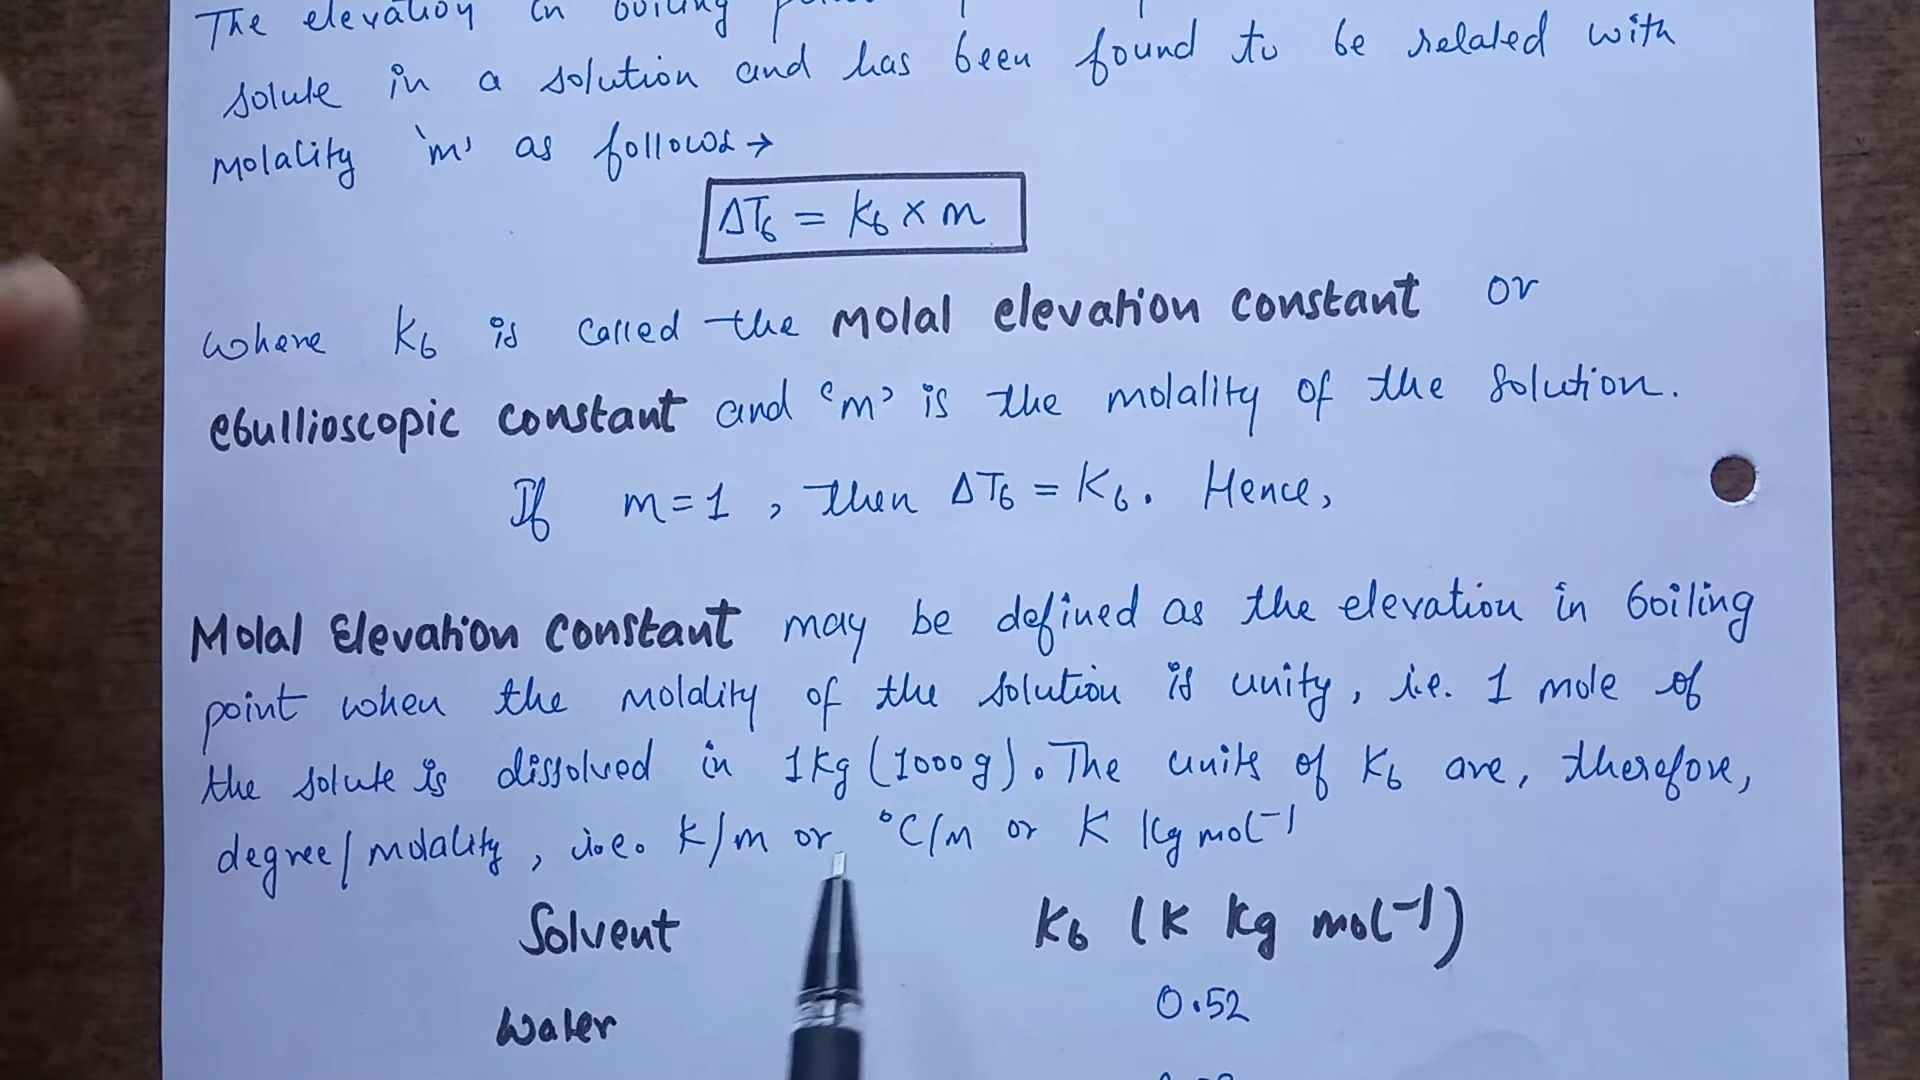 The elevation in boiling
solute in a solution and has been found to be related with
Molality 'm' as follows →
ΔTb = Kb × m
where Kb is called the Molal elevation constant or
ebullioscopic constant and 'm' is the molality of the solution.
If m = 1 , then ΔTb = Kb. Hence,
Molal Elevation constant may be defined as the elevation in boiling
point when the molality of the solution is unity, i.e. 1 mole of
the solute is dissolved in 1Kg (1000g). The units of Kb are, therefore,
degree/molality, i.e. K/m or °C/m or K Kg mol⁻¹
Solvent Kb (K Kg mol⁻¹)
Water 0.52